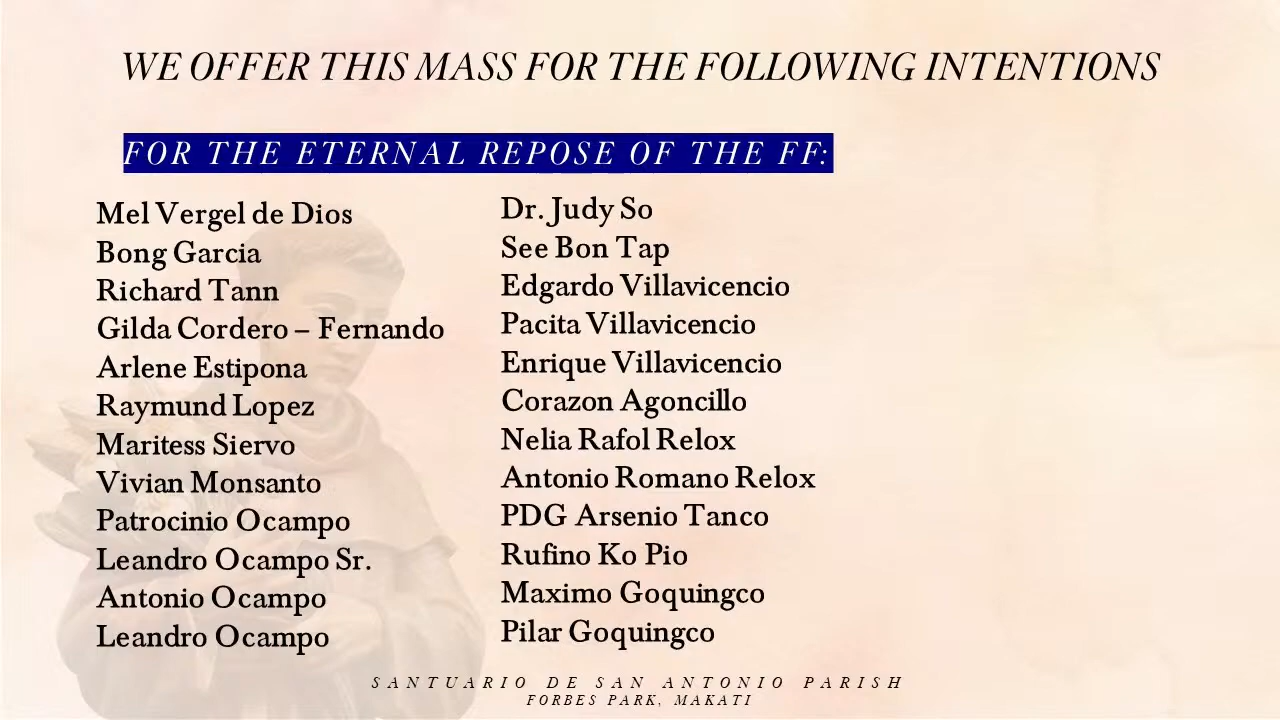 WE OFFER THIS MASS FOR THE FOLLOWING INTENTIONS
FOR THE ETERNAL REPOSE OF THE FF:
Mel Vergel de Dios
Bong Garcia
Richard Tann
Gilda Cordero – Fernando
Arlene Estipona
Raymund Lopez
Maritess Siervo
Vivian Monsanto
Patrocinio Ocampo
Leandro Ocampo Sr.
Antonio Ocampo
Leandro Ocampo
Dr. Judy So
See Bon Tap
Edgardo Villavicencio
Pacita Villavicencio
Enrique Villavicencio
Corazon Agoncillo
Nelia Rafol Relox
Antonio Romano Relox
PDG Arsenio Tanco
Rufino Ko Pio
Maximo Goquingco
Pilar Goquingco
SANTUARIO DE SAN ANTONIO PARISH
FORBES PARK, MAKATI